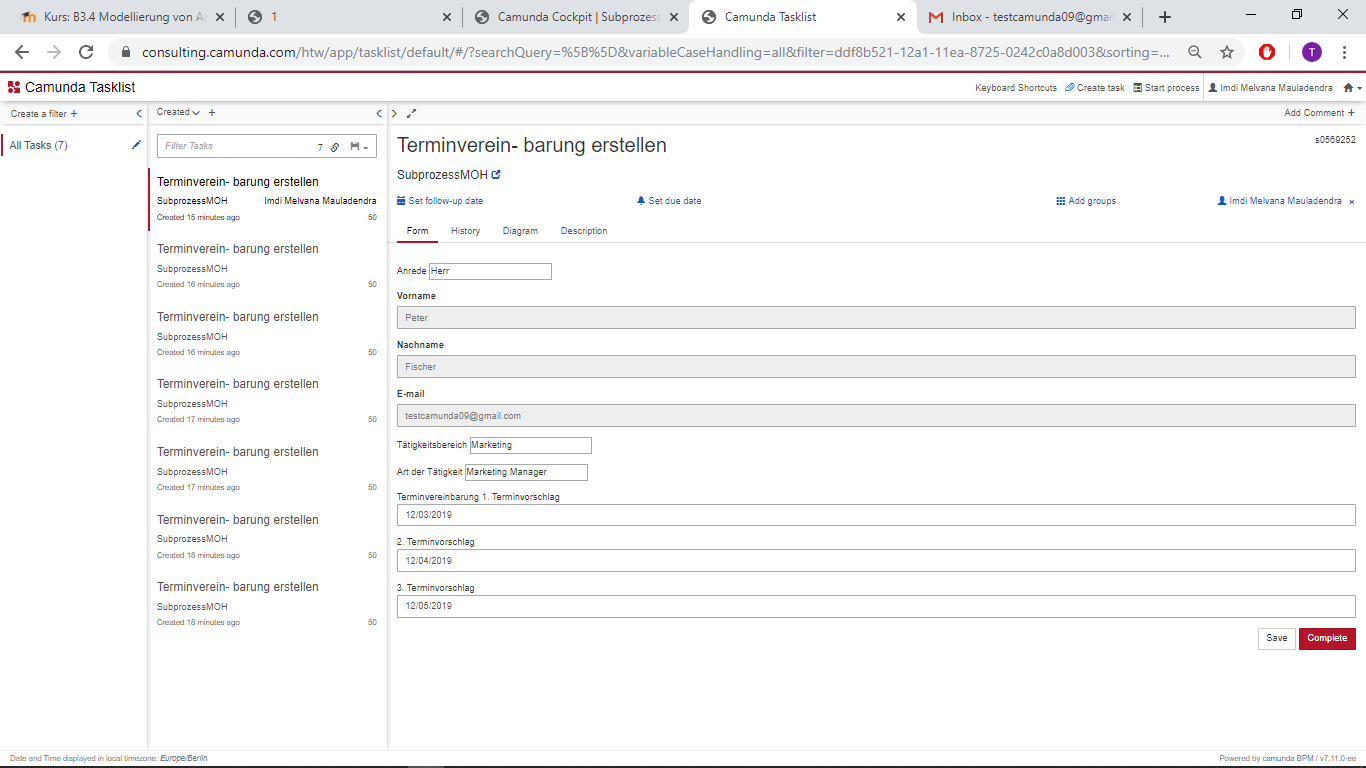 Kurs: B3.4 Modellierung von A
1
Camunda Cockpit | Subprozess
Camunda Tasklist
Inbox - testcamunda09@gmai
consulting.camunda.com/htw/app/tasklist/default/#/?searchQuery=%5B%5D&variableCaseHandling=all&filter=ddf8b521-12a1-11ea-8725-0242c0a8d003&sorting=...
T
Camunda Tasklist
Keyboard Shortcuts
Create task
Start process
Imdi Melvana Mauladendra
Create a filter +
Created
+
Add Comment +
All Tasks (7)
Filter Tasks
7
Terminverein- barung erstellen
SubprozessMOH
Imdi Melvana Mauladendra
Created 15 minutes ago
50
Terminverein- barung erstellen
SubprozessMOH
Created 16 minutes ago
50
Terminverein- barung erstellen
SubprozessMOH
Created 16 minutes ago
50
Terminverein- barung erstellen
SubprozessMOH
Created 17 minutes ago
50
Terminverein- barung erstellen
SubprozessMOH
Created 17 minutes ago
50
Terminverein- barung erstellen
SubprozessMOH
Created 18 minutes ago
50
Terminverein- barung erstellen
SubprozessMOH
Created 18 minutes ago
50
Terminverein- barung erstellen
s0569252
SubprozessMOH
Set follow-up date
Set due date
Add groups
Imdi Melvana Mauladendra ×
Form
History
Diagram
Description
Anrede Herr
Vorname
Peter
Nachname
Fischer
E-mail
testcamunda09@gmail.com
Tätigkeitsbereich Marketing
Art der Tätigkeit Marketing Manager
Terminvereinbarung 1. Terminvorschlag
12/03/2019
2. Terminvorschlag
12/04/2019
3. Terminvorschlag
12/05/2019
Save
Complete
Date and Time displayed in local timezone: Europe/Berlin
Powered by camunda BPM / v7.11.0-ee